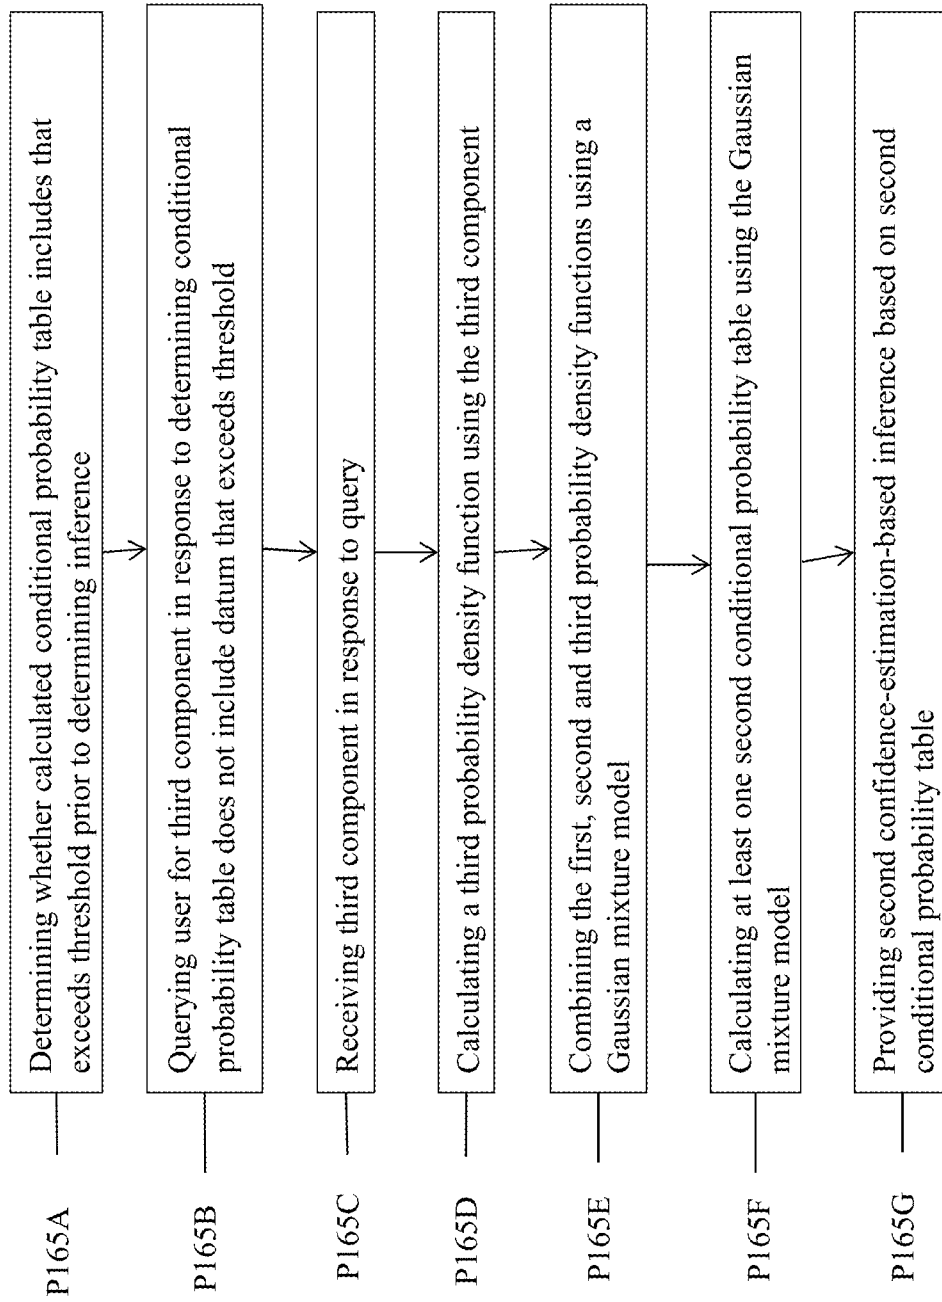 P165A
Determining whether calculated conditional probability table includes that
exceeds threshold prior to determining inference
P165B
Querying user for third component in response to determining conditional
probability table does not include datum that exceeds threshold
P165C
Receiving third component in response to query
P165D
Calculating a third probability density function using the third component
P165E
Combining the first, second and third probability density functions using a
Gaussian mixture model
P165F
Calculating at least one second conditional probability table using the Gaussian
mixture model
P165G
Providing second confidence-estimation-based inference based on second
conditional probability table